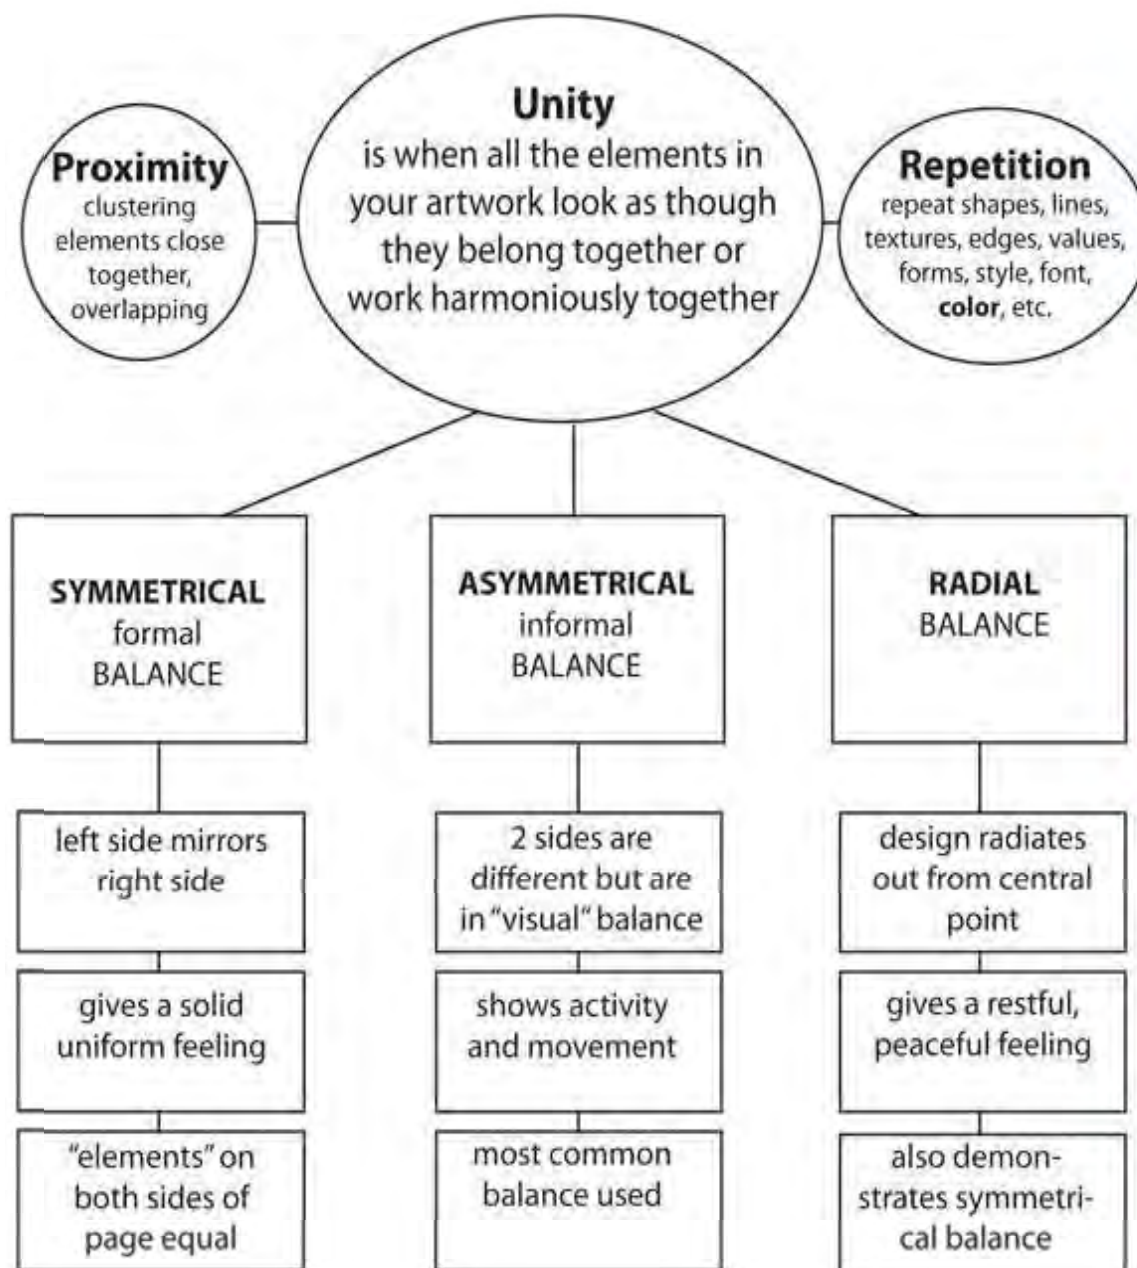 Unity
is when all the elements in
your artwork look as though
they belong together or
work harmoniously together
Proximity
clustering
elements close
together,
overlapping
Repetition
repeat shapes, lines,
textures, edges, values,
forms, style, font,
color, etc.
SYMMETRICAL
formal
BALANCE
left side mirrors
right side
gives a solid
uniform feeling
"elements" on
both sides of
page equal
ASYMMETRICAL
informal
BALANCE
2 sides are
different but are
in "visual" balance
shows activity
and movement
most common
balance used
RADIAL
BALANCE
design radiates
out from central
point
gives a restful,
peaceful feeling
also demon-
strates symmetri-
cal balance